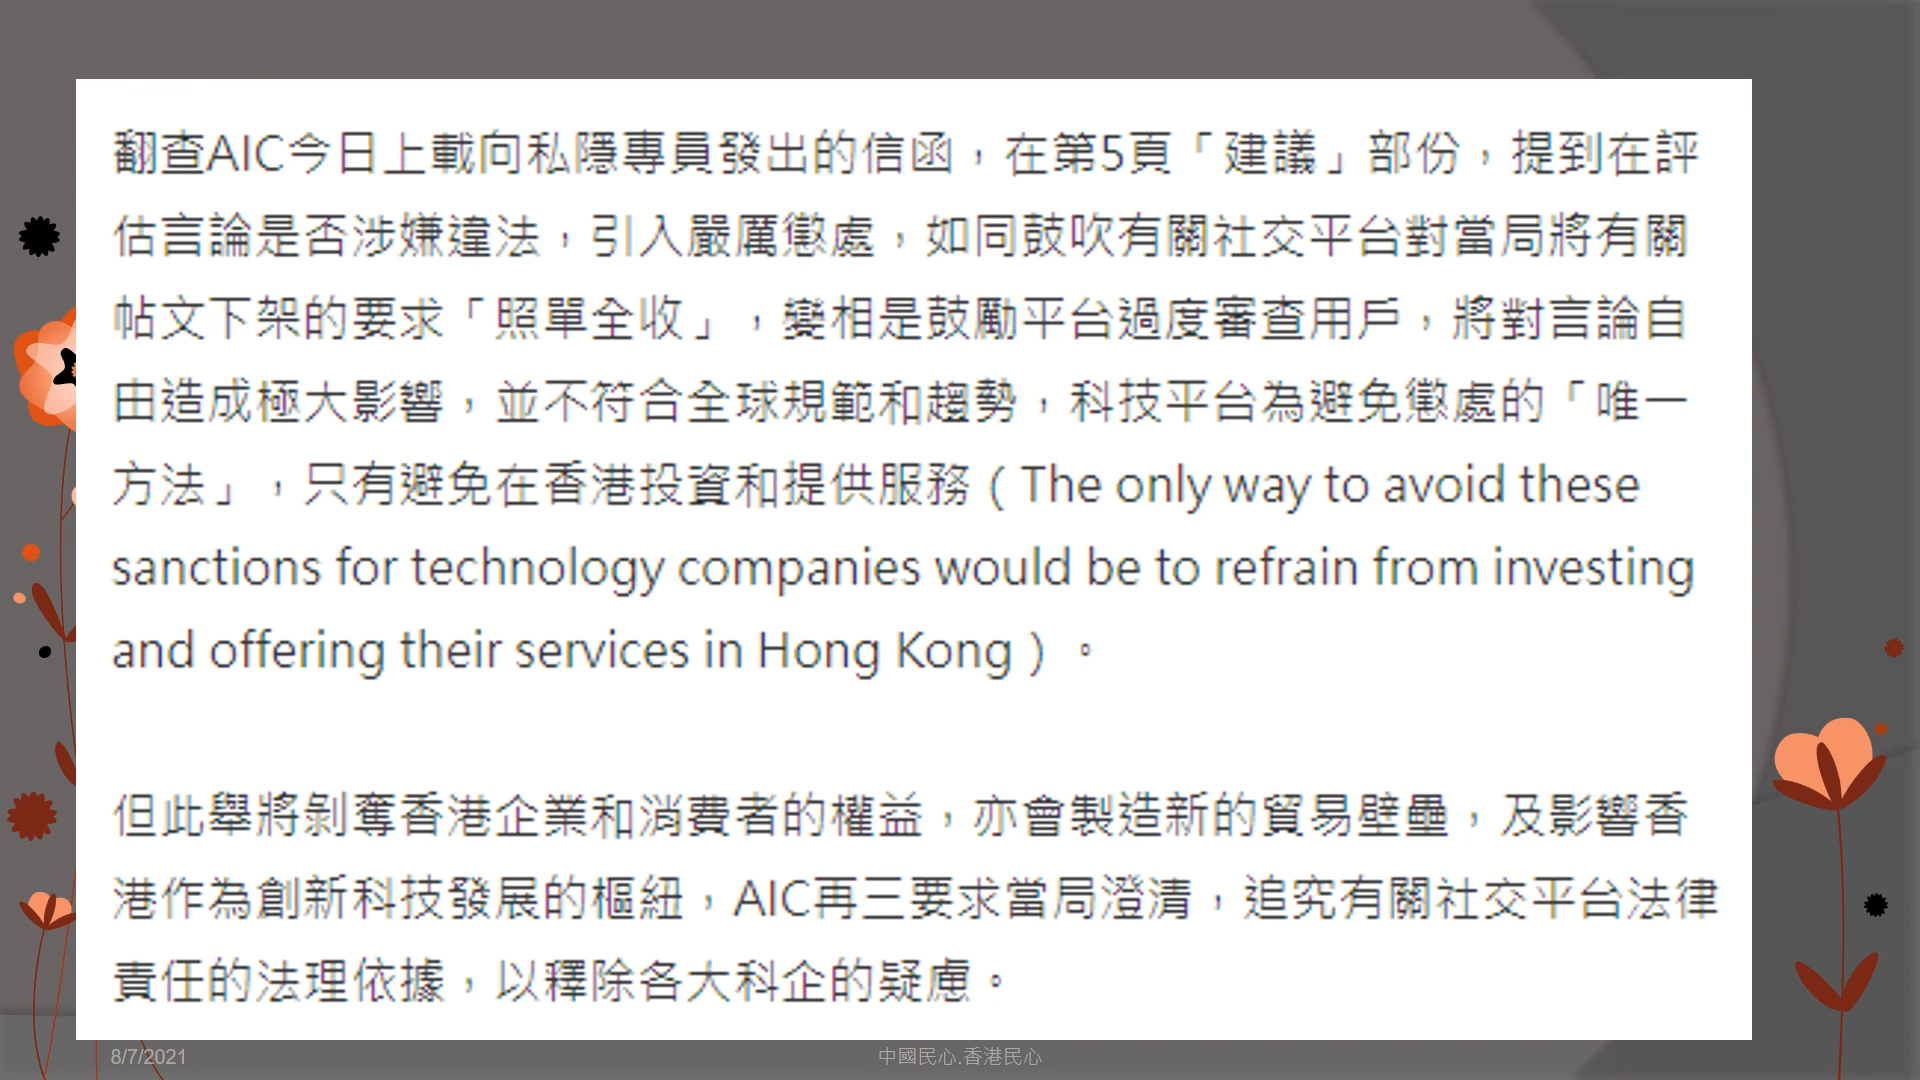 翻查AIC今日上載向私隱專員發出的信函，在第5頁「建議」部份，提到在評
估言論是否涉嫌違法，引入嚴厲懲處，如同鼓吹有關社交平台對當局將有關
帖文下架的要求「照單全收」，變相是鼓勵平台過度審查用戶，將對言論自
由造成極大影響，並不符合全球規範和趨勢，科技平台為避免懲處的「唯一
方法」，只有避免在香港投資和提供服務（The only way to avoid these
sanctions for technology companies would be to refrain from investing
and offering their services in Hong Kong）。
但此舉將剝奪香港企業和消費者的權益，亦會製造新的貿易壁壘，及影響香
港作為創新科技發展的樞紐，AIC再三要求當局澄清，追究有關社交平台法律
責任的法理依據，以釋除各大科企的疑慮。
8/7/2021
中國民心.香港民心